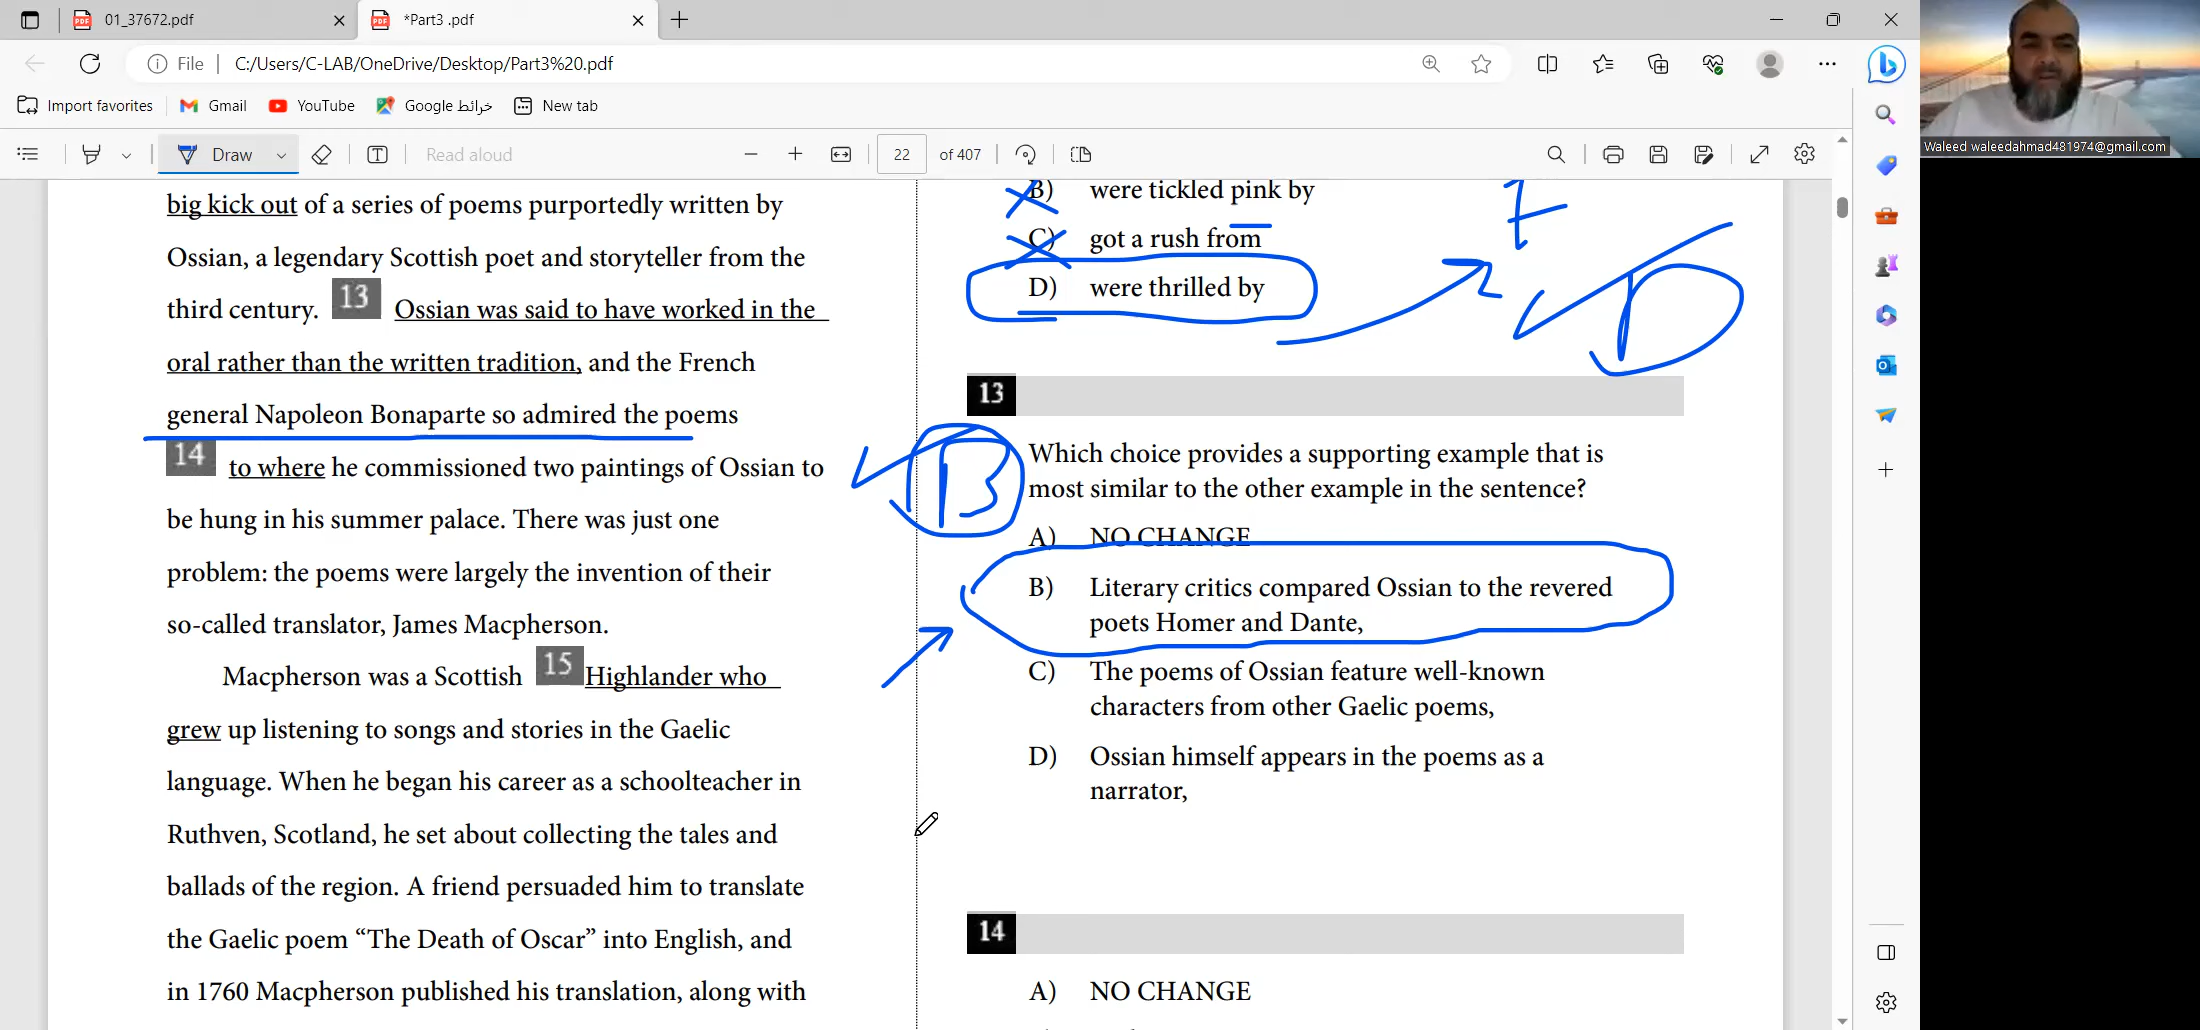 01_37672.pdf
*Part3 .pdf
File
C:/Users/C-LAB/OneDrive/Desktop/Part3%20.pdf
Import favorites
Gmail
YouTube
Google خرائط
New tab
Draw
Read aloud
22 of 407
Waleed waleedahmad481974@gmail.com
big kick out of a series of poems purportedly written by
Ossian, a legendary Scottish poet and storyteller from the
third century. 13 Ossian was said to have worked in the
oral rather than the written tradition, and the French
general Napoleon Bonaparte so admired the poems
14 to where he commissioned two paintings of Ossian to
be hung in his summer palace. There was just one
problem: the poems were largely the invention of their
so-called translator, James Macpherson.
Macpherson was a Scottish 15 Highlander who
grew up listening to songs and stories in the Gaelic
language. When he began his career as a schoolteacher in
Ruthven, Scotland, he set about collecting the tales and
ballads of the region. A friend persuaded him to translate
the Gaelic poem “The Death of Oscar” into English, and
in 1760 Macpherson published his translation, along with
B) were tickled pink by
C) got a rush from
D) were thrilled by
D
13
B
Which choice provides a supporting example that is
most similar to the other example in the sentence?
A) NO CHANGE
B) Literary critics compared Ossian to the revered
poets Homer and Dante,
C) The poems of Ossian feature well-known
characters from other Gaelic poems,
D) Ossian himself appears in the poems as a
narrator,
14
A) NO CHANGE